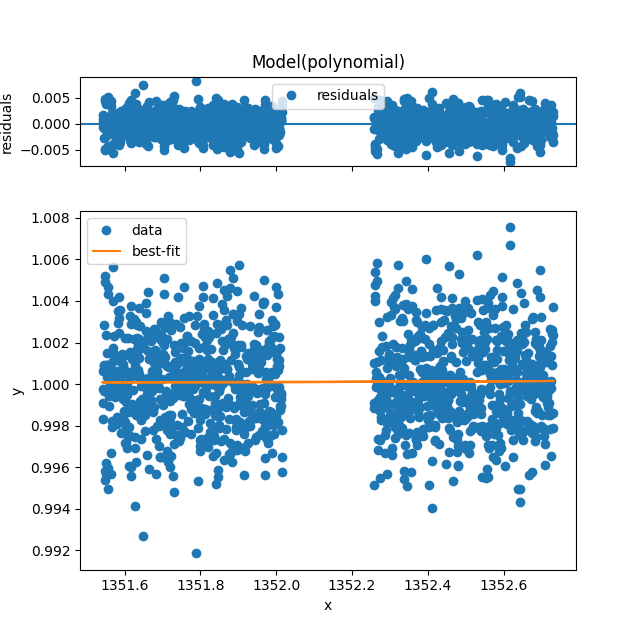 Model(polynomial)
residuals
0.005
0.000
−0.005
residuals
1.008
1.006
1.004
1.002
1.000
0.998
0.996
0.994
0.992
y
data
best-fit
1351.6 1351.8 1352.0 1352.2 1352.4 1352.6
x